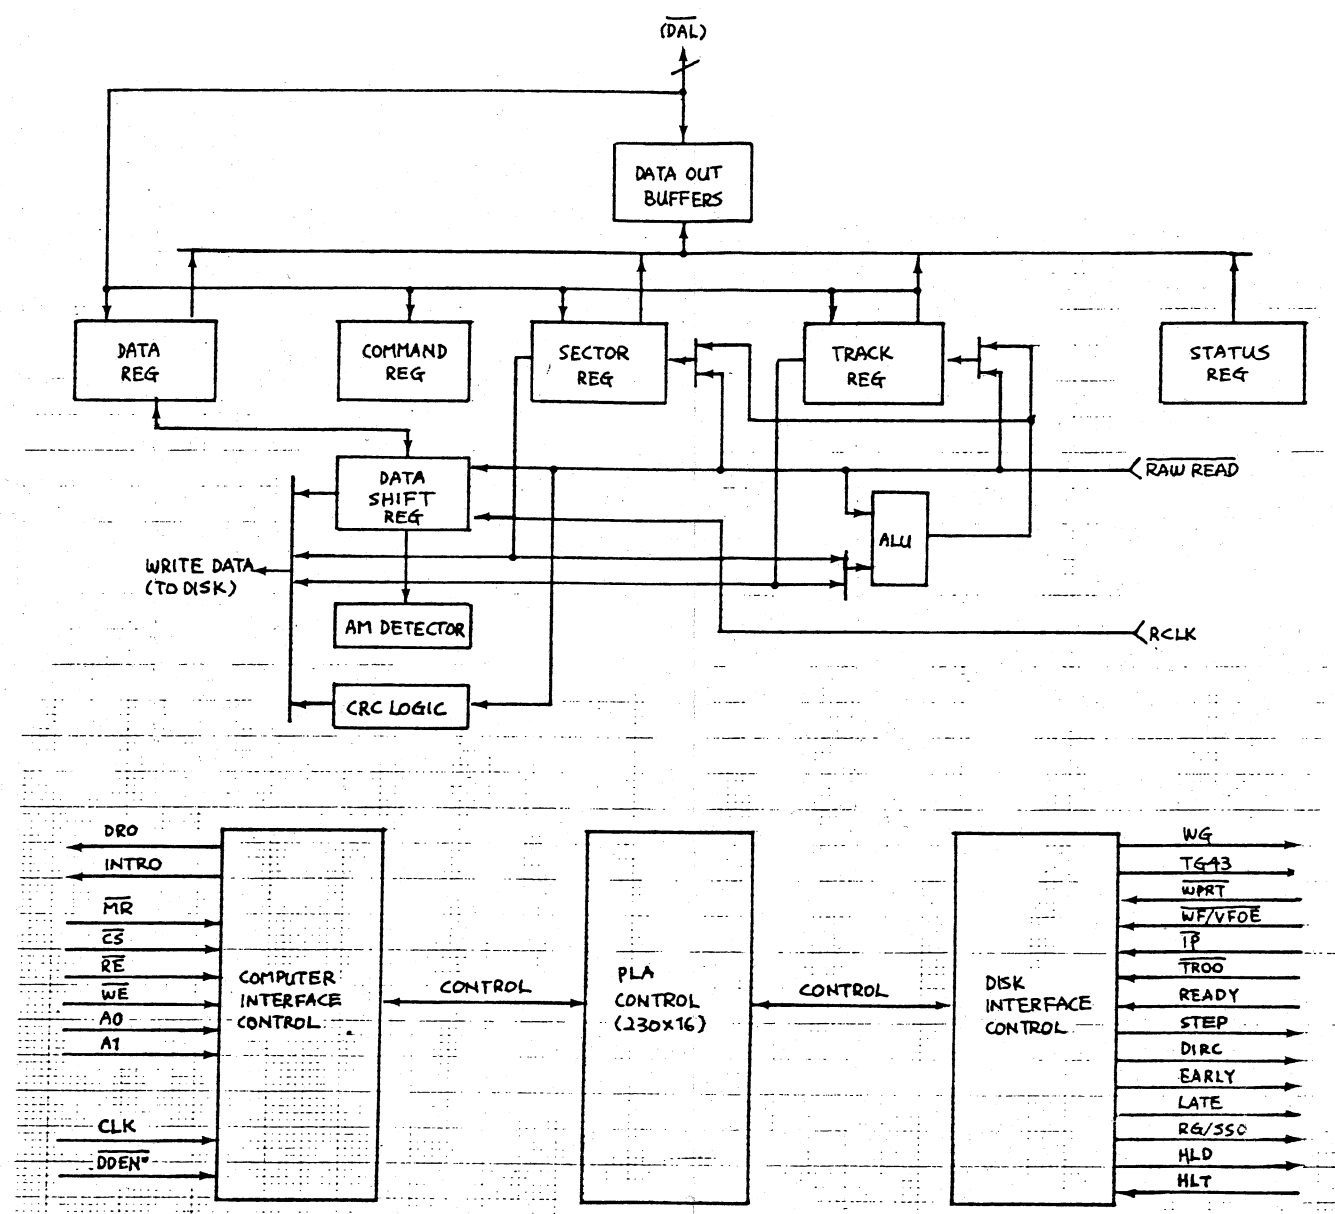 (DAL)
DATA OUT
BUFFERS
DATA
REG
COMMAND
REG
SECTOR
REG
TRACK
REG
STATUS
REG
DATA
SHIFT
REG
RAW READ
ALU
WRITE DATA
(TO DISK)
AM DETECTOR
RCLK
CRC LOGIC
DRO
INTRO
MR
CS
RE
WE
A0
A1
CLK
DDEN*
COMPUTER
INTERFACE
CONTROL
CONTROL
PLA
CONTROL
(230x16)
CONTROL
DISK
INTERFACE
CONTROL
WG
TG43
WPRT
WF/VFOE
IP
TROO
READY
STEP
DIRC
EARLY
LATE
RG/SSO
HLD
HLT